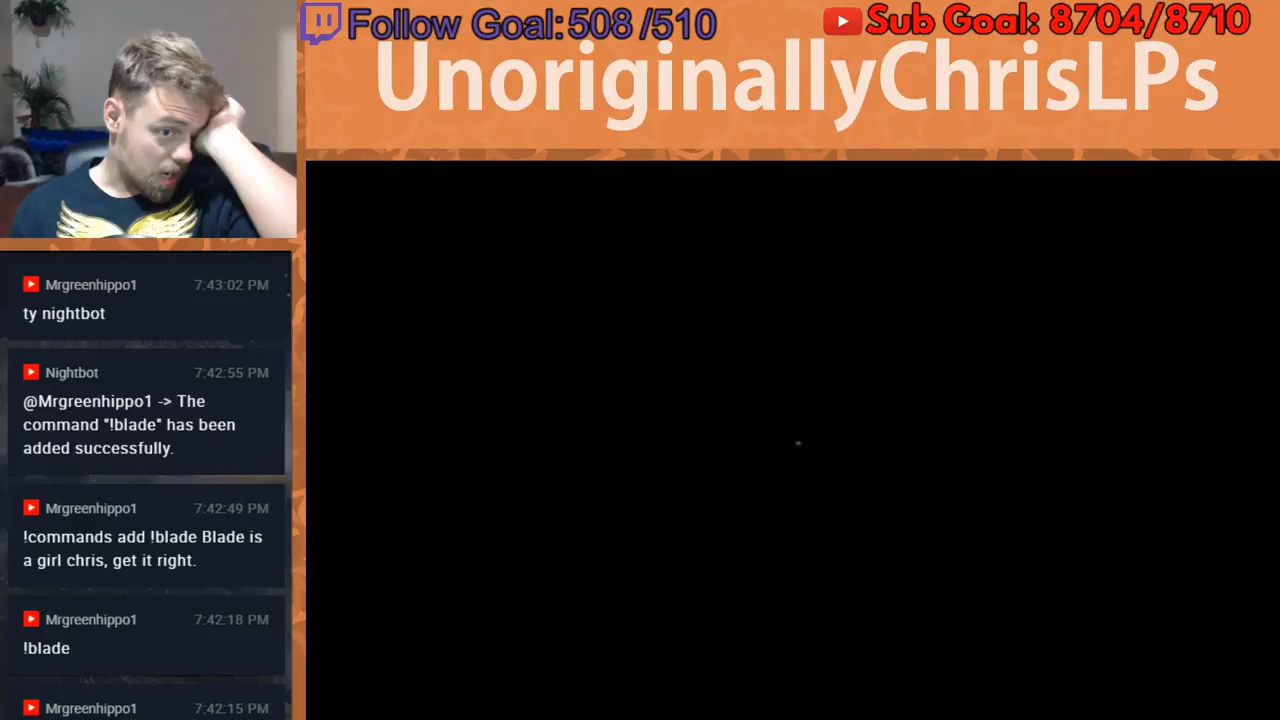 Follow Goal: 508 /510
Sub Goal: 8704/8710
UnoriginallyChrisLPs
Mrgreenhippo1 7:43:02 PM
ty nightbot
Nightbot 7:42:55 PM
@Mrgreenhippo1 -> The
command "!blade" has been
added successfully.
Mrgreenhippo1 7:42:49 PM
!commands add !blade Blade is
a girl chris, get it right.
Mrgreenhippo1 7:42:18 PM
!blade
Mrgreenhippo1 7:42:15 PM